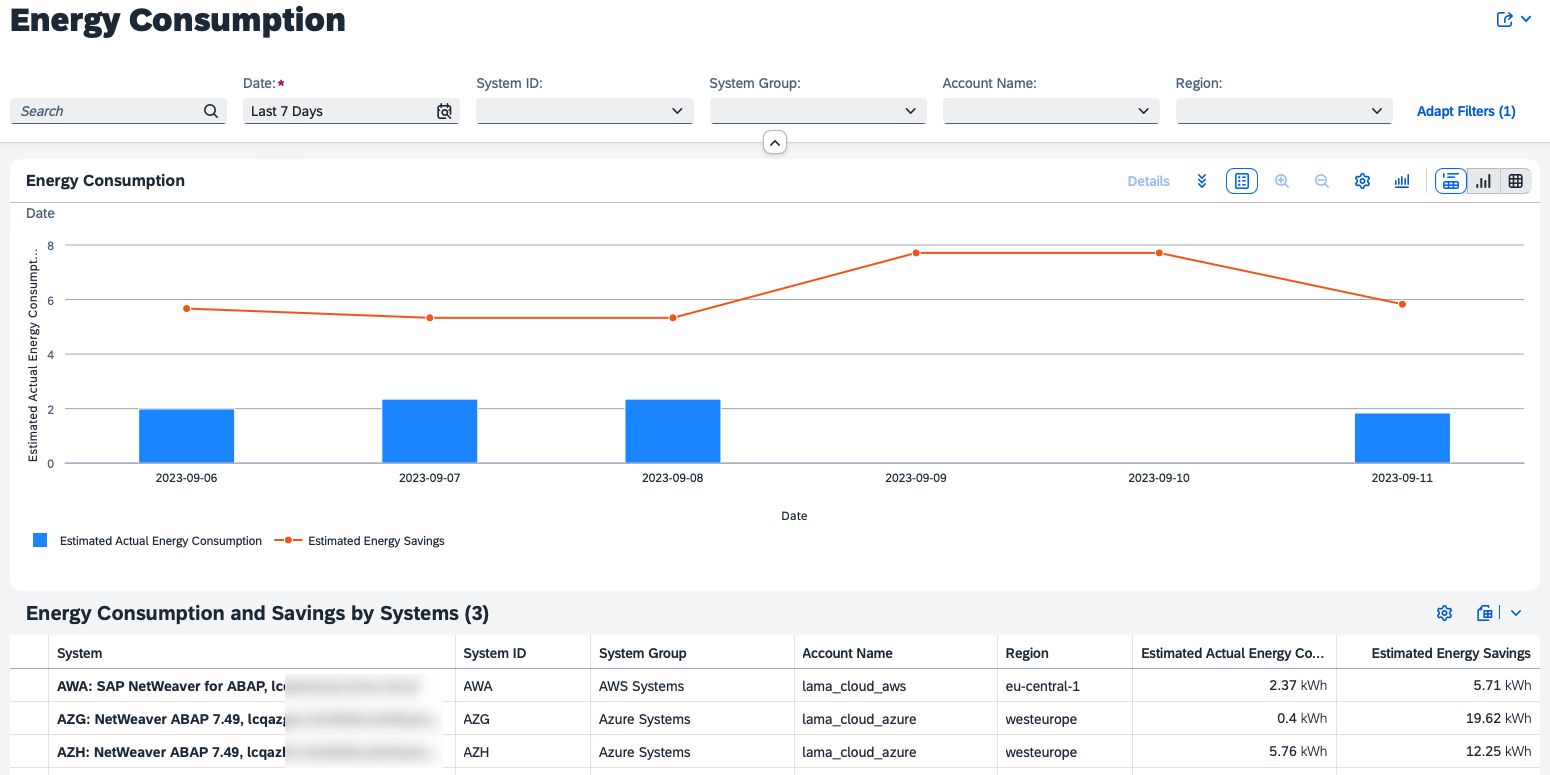 Energy Consumption
Date:* System ID: System Group: Account Name: Region:
Search Last 7 Days Adapt Filters (1)
Energy Consumption Details
Date
Estimated Actual Energy Consumpt...
8
6
4
2
0
2023-09-06 2023-09-07 2023-09-08 2023-09-09 2023-09-10 2023-09-11
Date
Estimated Actual Energy Consumption Estimated Energy Savings
Energy Consumption and Savings by Systems (3)
System System ID System Group Account Name Region Estimated Actual Energy Co... Estimated Energy Savings
AWA: SAP NetWeaver for ABAP, AWA AWS Systems lama_cloud_aws eu-central-1 2.37 kWh 5.71 kWh
AZG: NetWeaver ABAP 7.49, AZG Azure Systems lama_cloud_azure westeurope 0.4 kWh 19.62 kWh
AZH: NetWeaver ABAP 7.49, AZH Azure Systems lama_cloud_azure westeurope 5.76 kWh 12.25 kWh